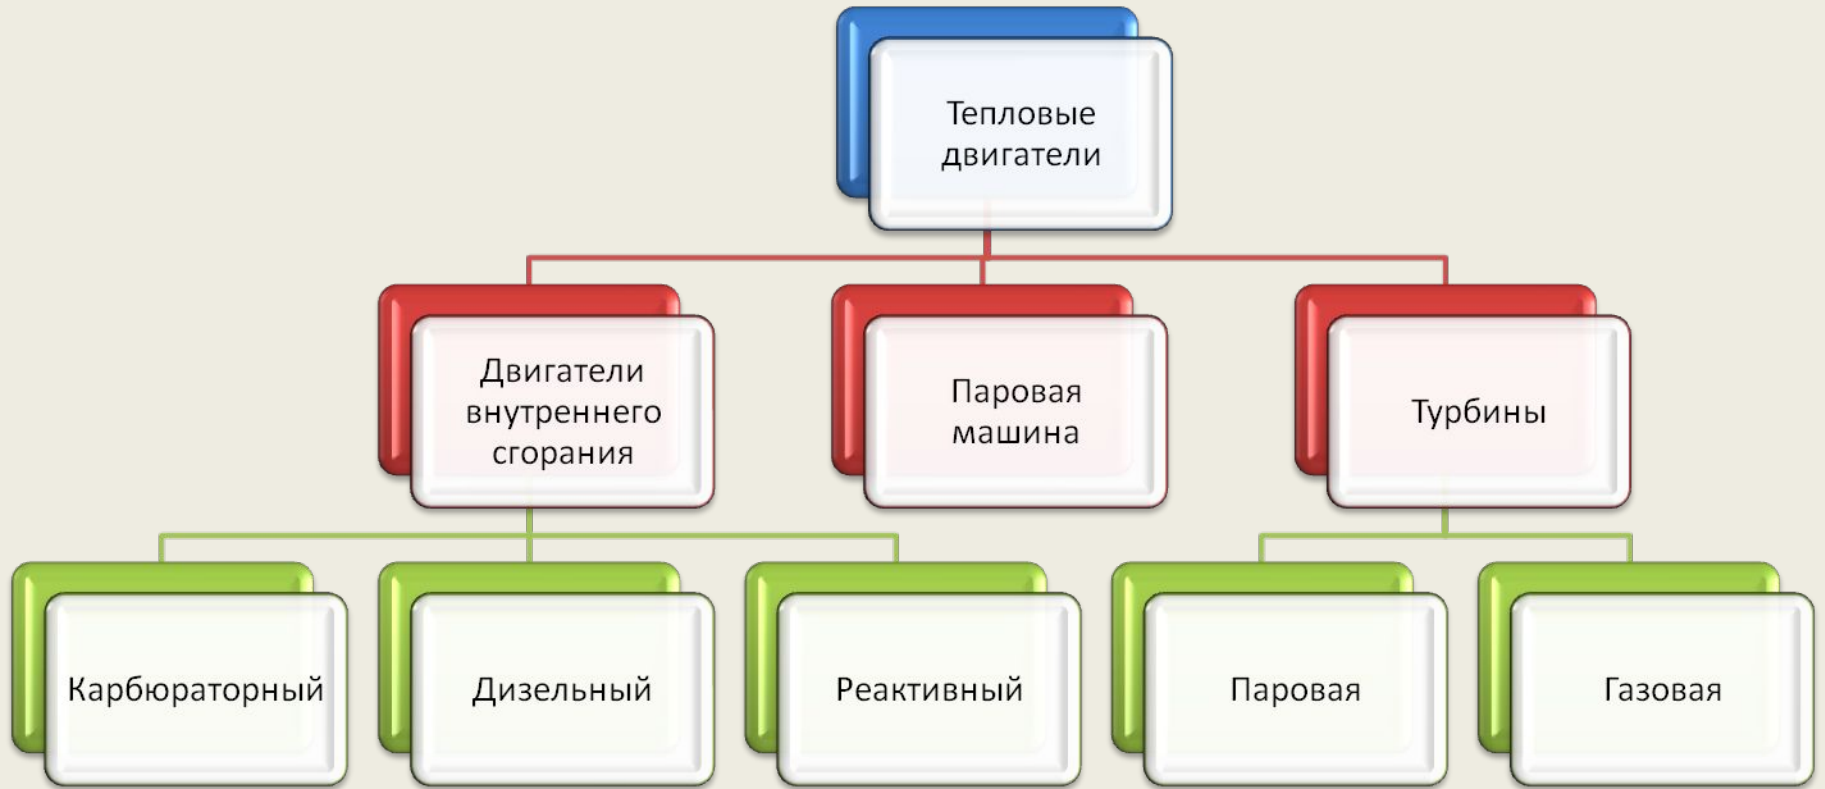 Тепловые
двигатели
Двигатели
внутреннего
сгорания
Паровая
машина
Турбины
Карбюраторный
Дизельный
Реактивный
Паровая
Газовая